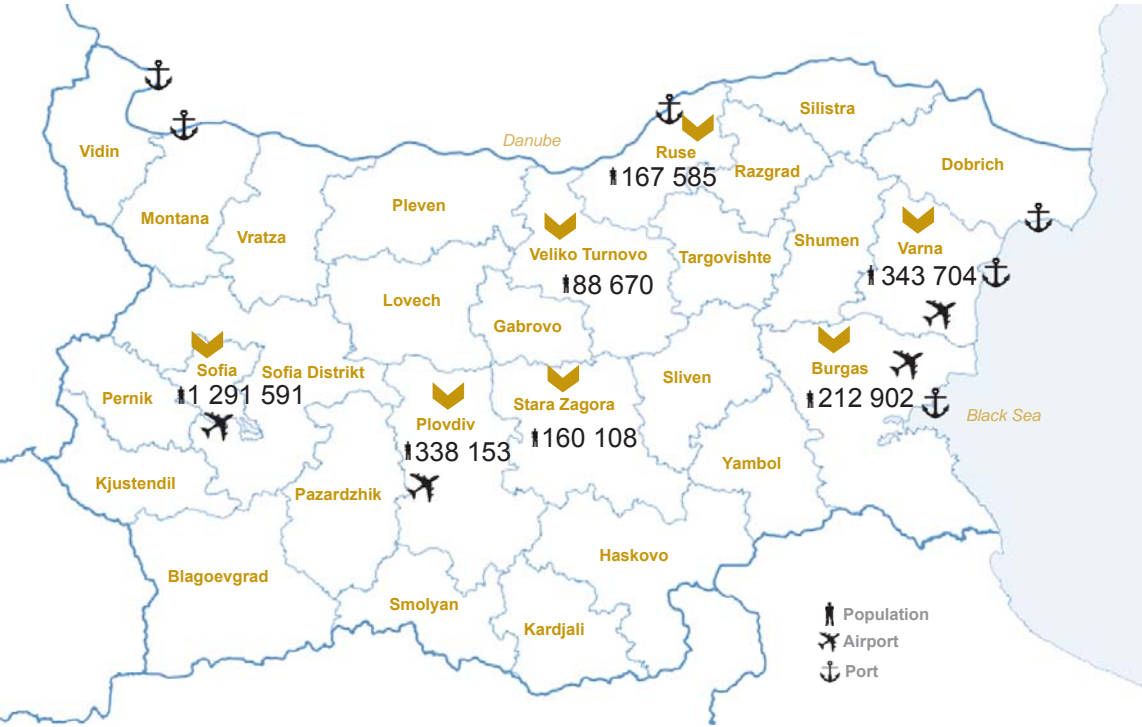 Silistra
Danube
Vidin
Ruse
Dobrich
167 585
Razgrad
Pleven
Montana
Vratza
Shumen
Varna
Veliko Turnovo
Targovishte
343 704
88 670
Lovech
Gabrovo
Sofia
Sofia Distrikt
Burgas
Sliven
1 291 591
Pernik
212 902
Stara Zagora
Black Sea
Plovdiv
160 108
338 153
Yambol
Kjustendil
Pazardzhik
Haskovo
Blagoevgrad
Smolyan
Kardjali
Population
Airport
Port